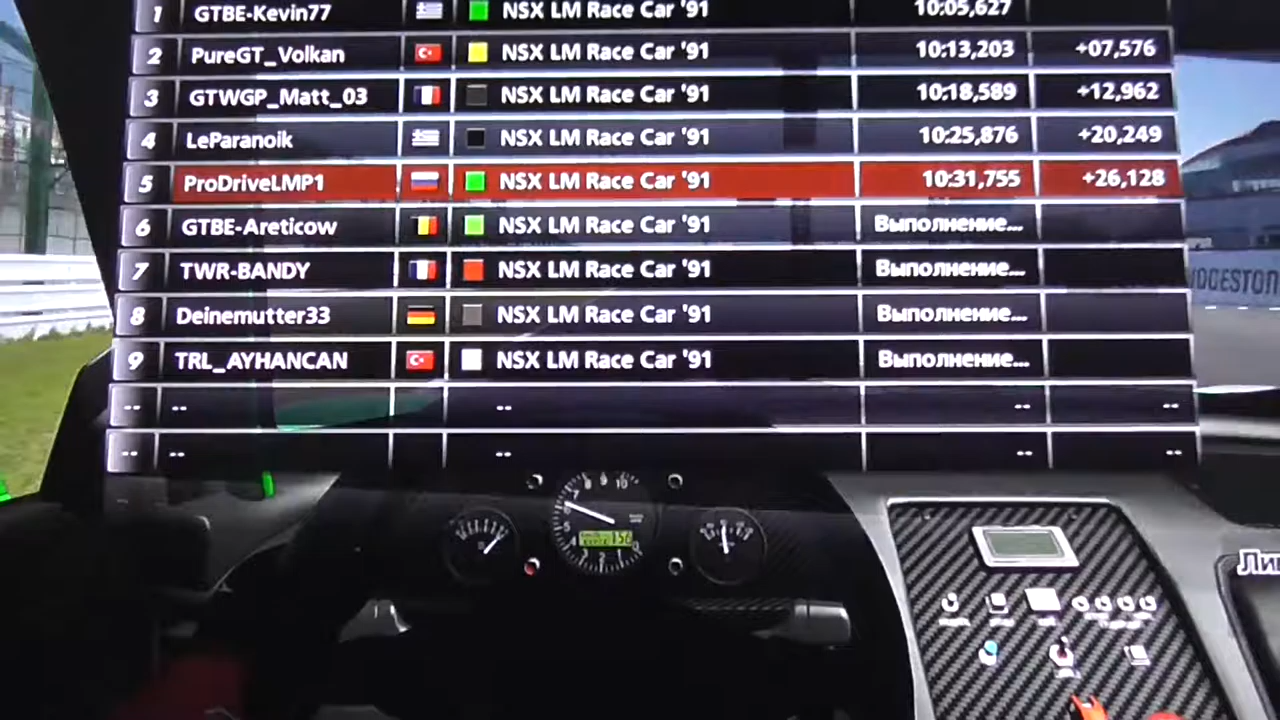 1 GTBE-Kevin77 NSX LM Race Car '91 10:05,627
2 PureGT_Volkan NSX LM Race Car '91 10:13,203 +07,576
3 GTWGP_Matt_03 NSX LM Race Car '91 10:18,589 +12,962
4 LeParanoik NSX LM Race Car '91 10:25,876 +20,249
5 ProDriveLMP1 NSX LM Race Car '91 10:31,755 +26,128
6 GTBE-Areticow NSX LM Race Car '91 Выполнение...
7 TWR-BANDY NSX LM Race Car '91 Выполнение...
8 Deinemutter33 NSX LM Race Car '91 Выполнение...
9 TRL_AYHANCAN NSX LM Race Car '91 Выполнение...
-- -- -- -- --
-- -- -- -- --
156